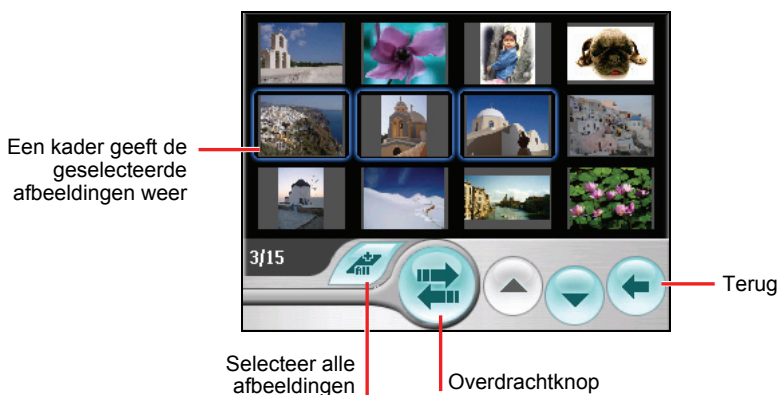 Een kader geeft de
geselecteerde
afbeeldingen weer
3/15
All
Terug
Selecteer alle
afbeeldingen
Overdrachtknop